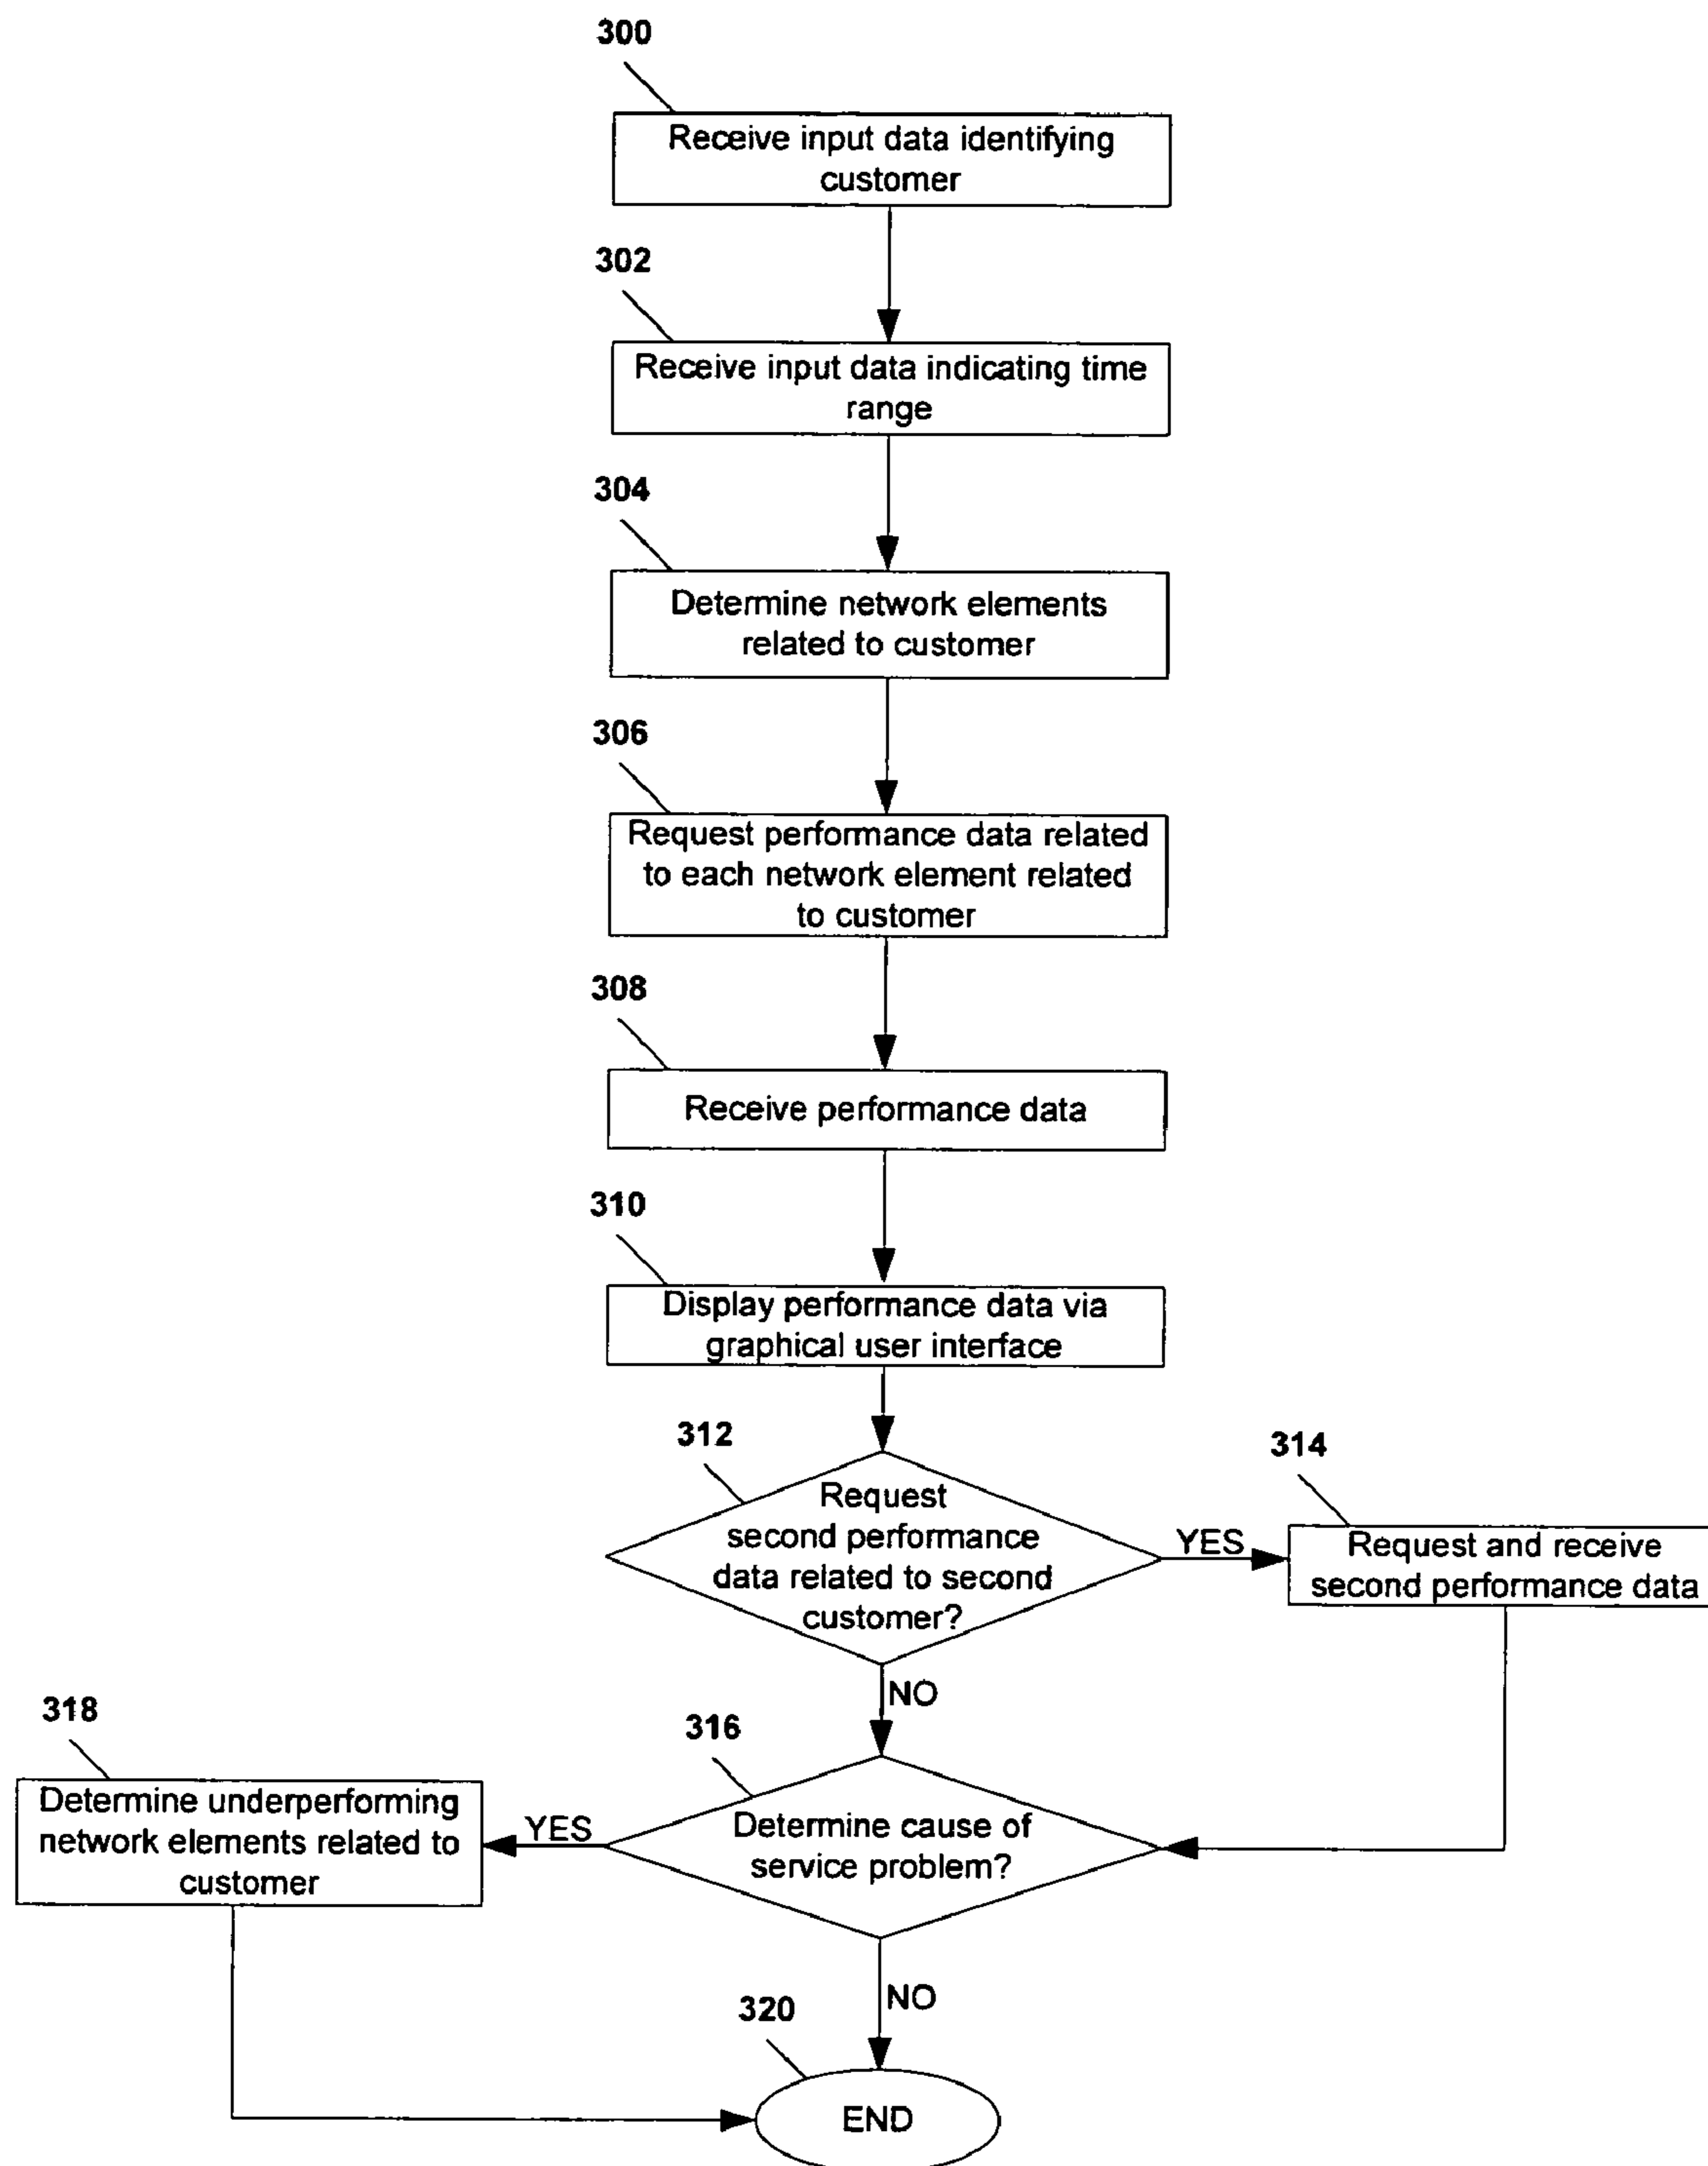 300
Receive input data identifying
customer
302
Receive input data indicating time
range
304
Determine network elements
related to customer
306
Request performance data related
to each network element related
to customer
308
Receive performance data
310
Display performance data via
graphical user interface
312
Request
second performance
data related to second
customer?
YES
314
Request and receive
second performance data
NO
316
Determine cause of
service problem?
YES
318
Determine underperforming
network elements related to
customer
NO
320
END